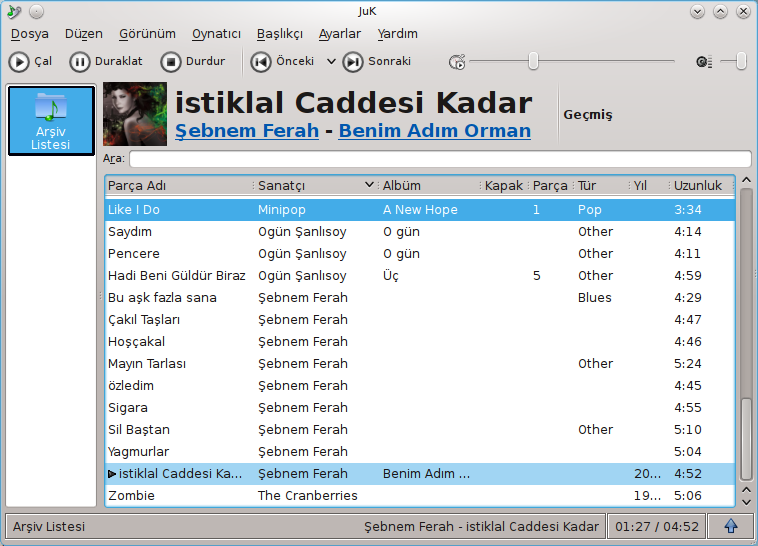 JuK
Dosya Düzen Görünüm Oynatıcı Başlıkçı Ayarlar Yardım
Çal Duraklat Durdur Önceki Sonraki
Arşiv
Listesi
istiklal Caddesi Kadar
Şebnem Ferah - Benim Adım Orman
Geçmiş
Ara:
Parça Adı Sanatçı Albüm Kapak Parça Tür Yıl Uzunluk
Like I Do Minipop A New Hope 1 Pop 3:34
Saydım Ogün Şanlısoy O gün Other 4:14
Pencere Ogün Şanlısoy O gün Other 4:11
Hadi Beni Güldür Biraz Ogün Şanlısoy Üç 5 Other 4:59
Bu aşk fazla sana Şebnem Ferah Blues 4:29
Çakıl Taşları Şebnem Ferah 4:47
Hoşçakal Şebnem Ferah 4:46
Mayın Tarlası Şebnem Ferah Other 5:24
özledim Şebnem Ferah 4:45
Sigara Şebnem Ferah 4:55
Sil Baştan Şebnem Ferah Other 5:10
Yagmurlar Şebnem Ferah 5:04
istiklal Caddesi Ka... Şebnem Ferah Benim Adım ... 20... 4:52
Zombie The Cranberries 19... 5:06
Arşiv Listesi Şebnem Ferah - istiklal Caddesi Kadar 01:27 / 04:52